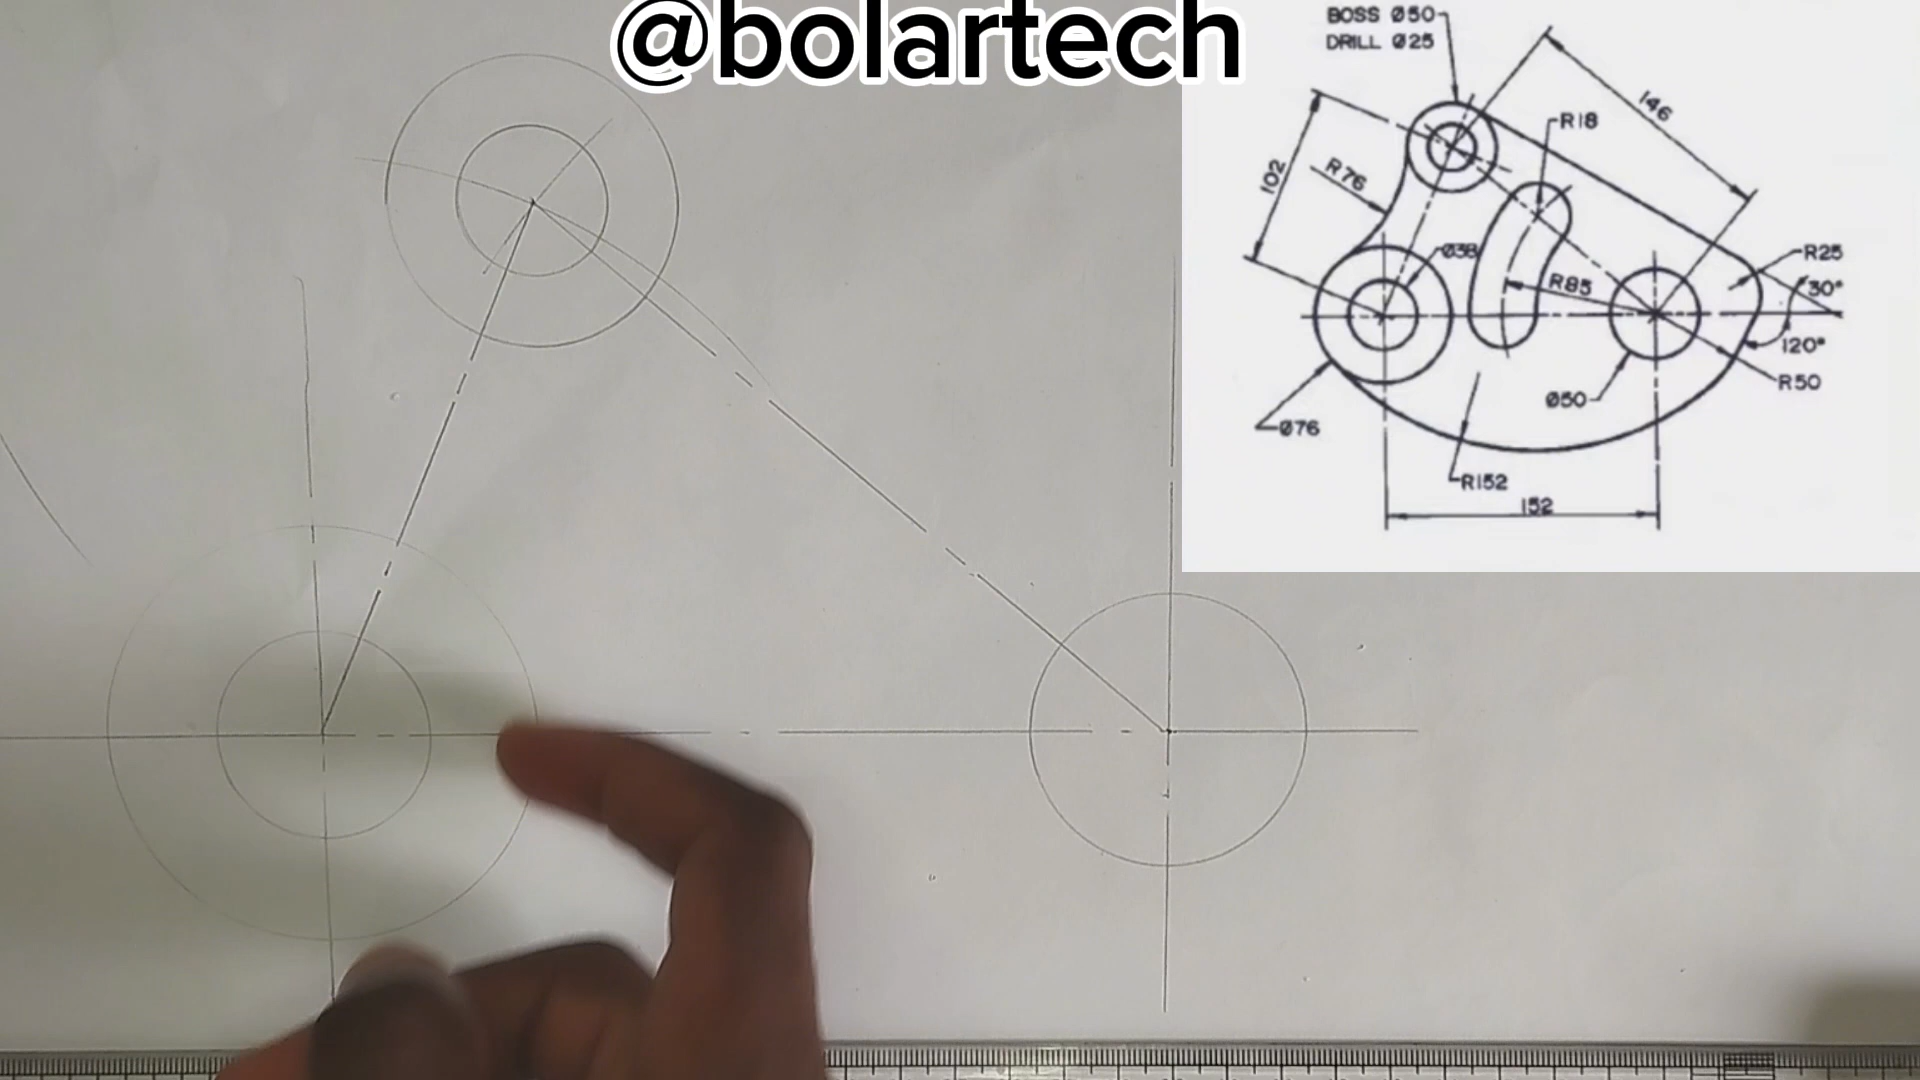 @bolartech
BOSS Ø50
DRILL Ø25
146
R18
102
R76
Ø38
R85
R25
30°
120°
R50
Ø50
Ø76
R152
152